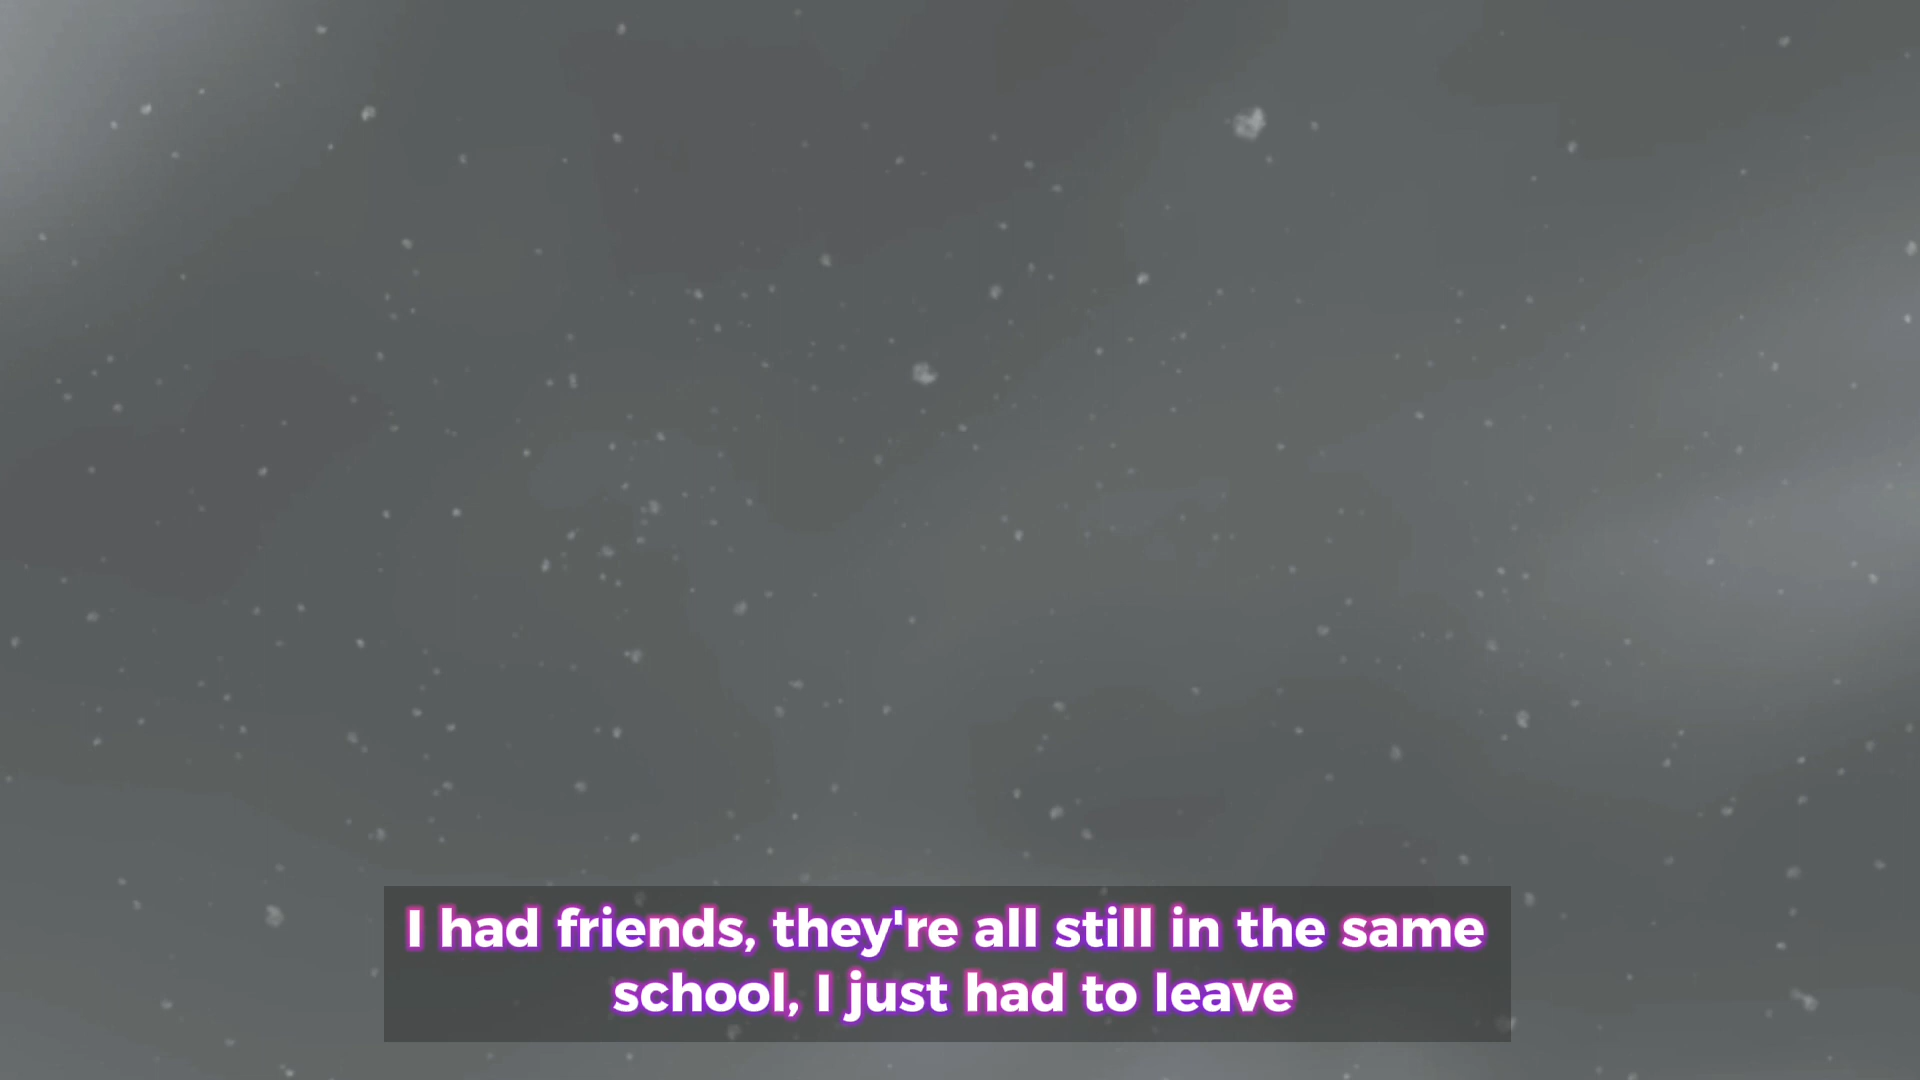 I had friends, they're all still in the same
school, I just had to leave